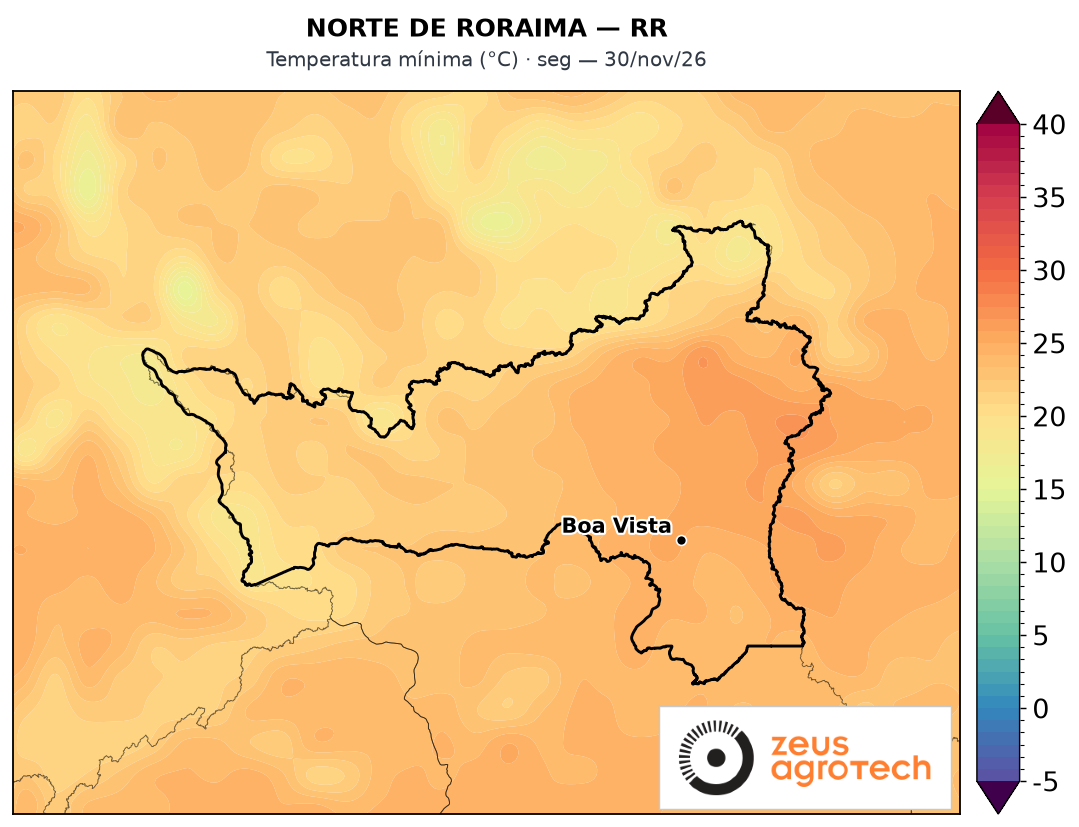 NORTE DE RORAIMA — RR
Temperatura mínima (°C) · seg — 30/nov/26
40
35
30
25
20
15
10
5
0
-5
Boa Vista
zeus
agrotech